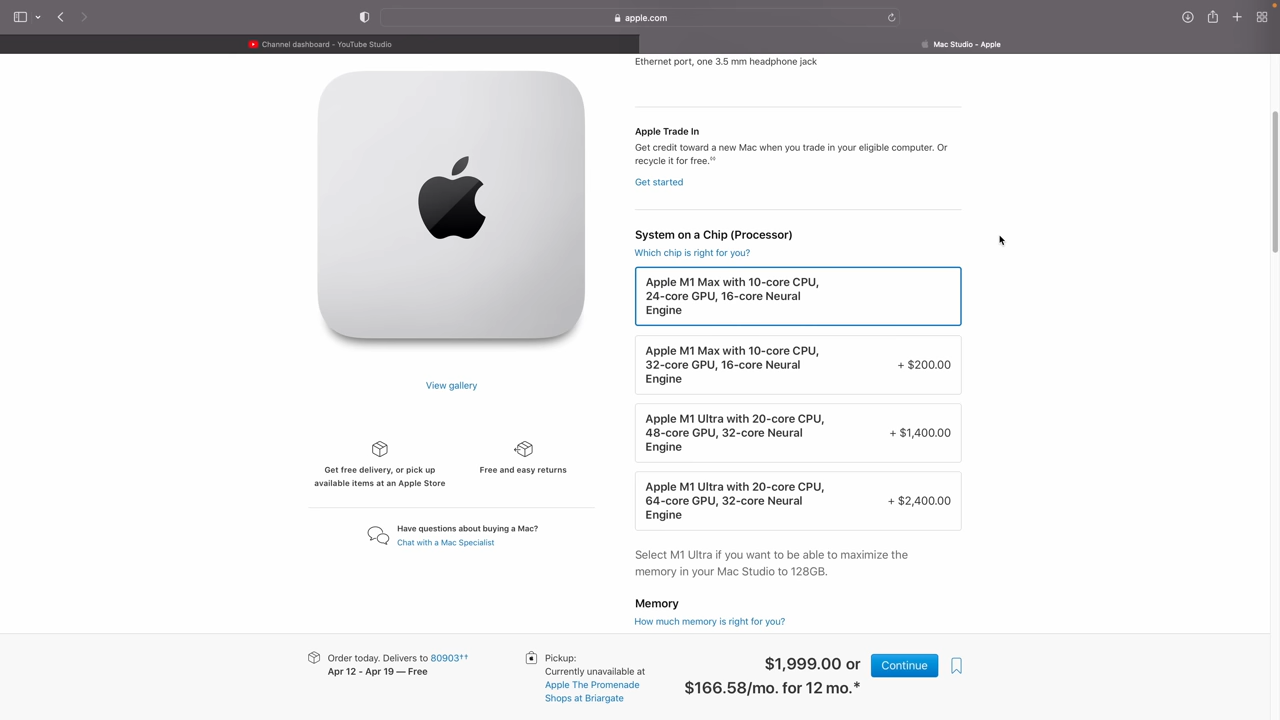 apple.com
Channel dashboard - YouTube Studio
Mac Studio - Apple
Ethernet port, one 3.5 mm headphone jack
Apple Trade In
Get credit toward a new Mac when you trade in your eligible computer. Or
recycle it for free.◊◊
Get started
System on a Chip (Processor)
Which chip is right for you?
Apple M1 Max with 10-core CPU,
24-core GPU, 16-core Neural
Engine
Apple M1 Max with 10-core CPU,
32-core GPU, 16-core Neural
Engine
+ $200.00
Apple M1 Ultra with 20-core CPU,
48-core GPU, 32-core Neural
Engine
+ $1,400.00
Apple M1 Ultra with 20-core CPU,
64-core GPU, 32-core Neural
Engine
+ $2,400.00
Select M1 Ultra if you want to be able to maximize the
memory in your Mac Studio to 128GB.
Memory
How much memory is right for you?
View gallery
Get free delivery, or pick up
available items at an Apple Store
Free and easy returns
Have questions about buying a Mac?
Chat with a Mac Specialist
Order today. Delivers to 80903††
Apr 12 - Apr 19 — Free
Pickup:
Currently unavailable at
Apple The Promenade
Shops at Briargate
$1,999.00 or
$166.58/mo. for 12 mo.*
Continue